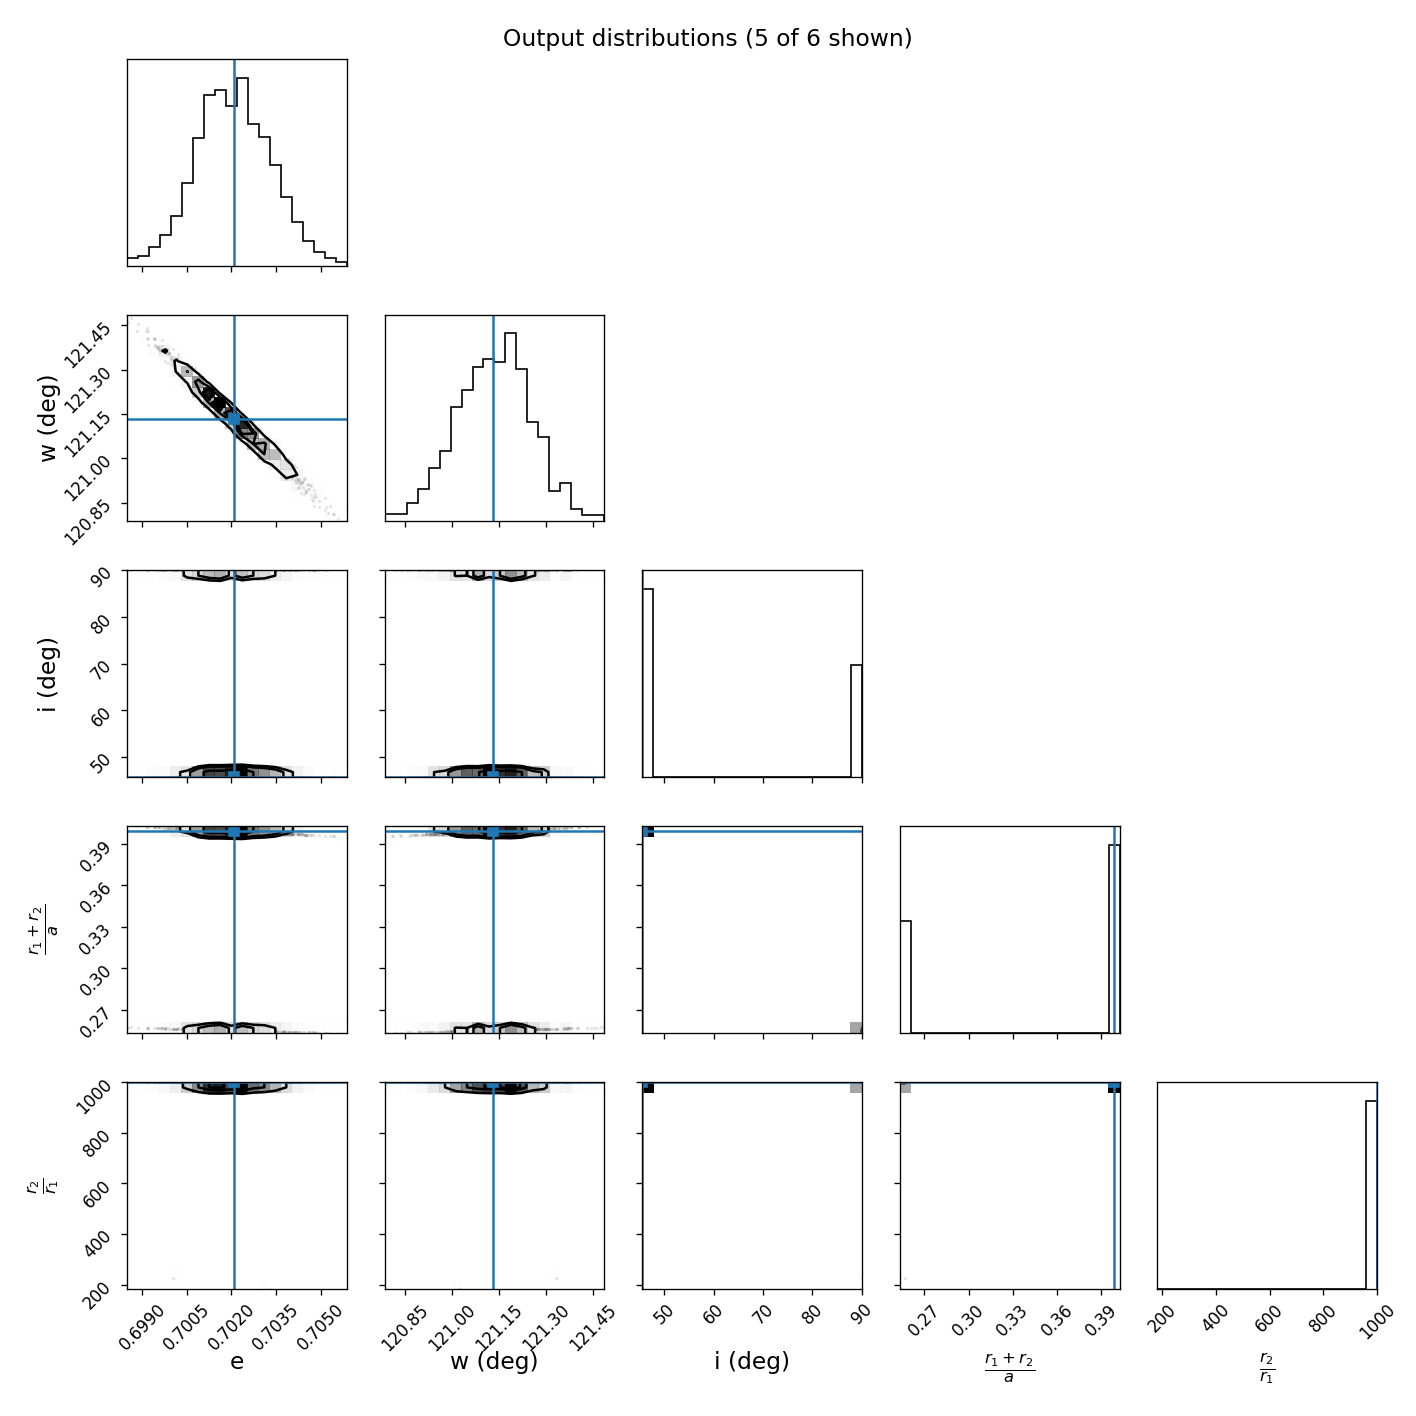 Output distributions (5 of 6 shown)
w (deg)
121.45
121.30
121.15
121.00
120.85
i (deg)
90
80
70
60
50
r1 + r2
a
0.39
0.36
0.33
0.30
0.27
r2
r1
1000
800
600
400
200
0.6990 0.7005 0.7020 0.7035 0.7050
e
120.85 121.00 121.15 121.30 121.45
w (deg)
50 60 70 80 90
i (deg)
0.27 0.30 0.33 0.36 0.39
r1 + r2
a
200 400 600 800 1000
r2
r1